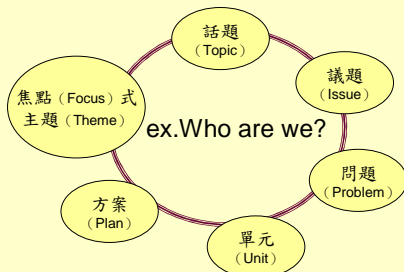 話題
(Topic)
議題
(Issue)
焦點(Focus)式
主題(Theme)
ex.Who are we?
問題
(Problem)
方案
(Plan)
單元
(Unit)